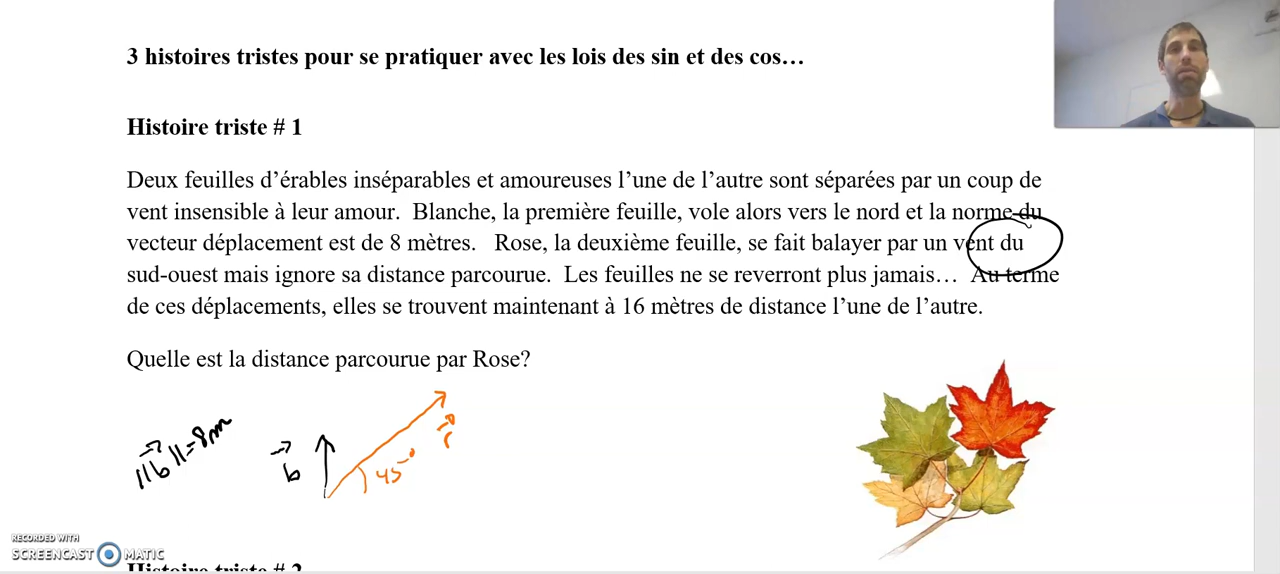 3 histoires tristes pour se pratiquer avec les lois des sin et des cos…
Histoire triste # 1
Deux feuilles d’érables inséparables et amoureuses l’une de l’autre sont séparées par un coup de
vent insensible à leur amour. Blanche, la première feuille, vole alors vers le nord et la norme du
vecteur déplacement est de 8 mètres. Rose, la deuxième feuille, se fait balayer par un vent du
sud-ouest mais ignore sa distance parcourue. Les feuilles ne se reverront plus jamais… Au terme
de ces déplacements, elles se trouvent maintenant à 16 mètres de distance l’une de l’autre.
Quelle est la distance parcourue par Rose?
||b|| = 8m
b
45°
r
RECORDED WITH
SCREENCAST MATIC
Histoire triste # 2